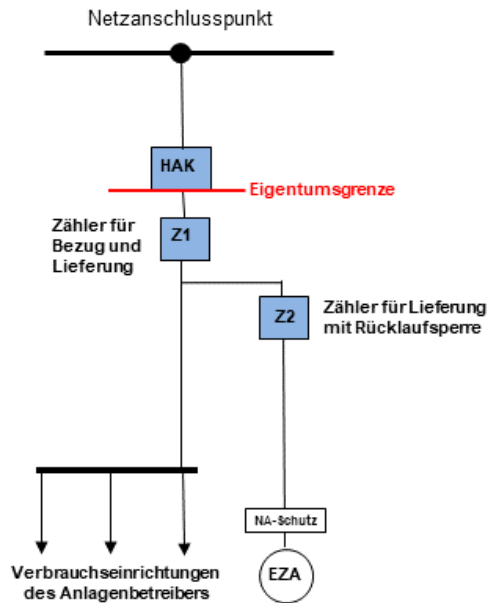 Netzanschlusspunkt
HAK
Eigentumsgrenze
Zähler für
Bezug und
Lieferung
Z1
Z2
Zähler für Lieferung
mit Rücklaufsperre
NA-Schutz
EZA
Verbrauchseinrichtungen
des Anlagenbetreibers